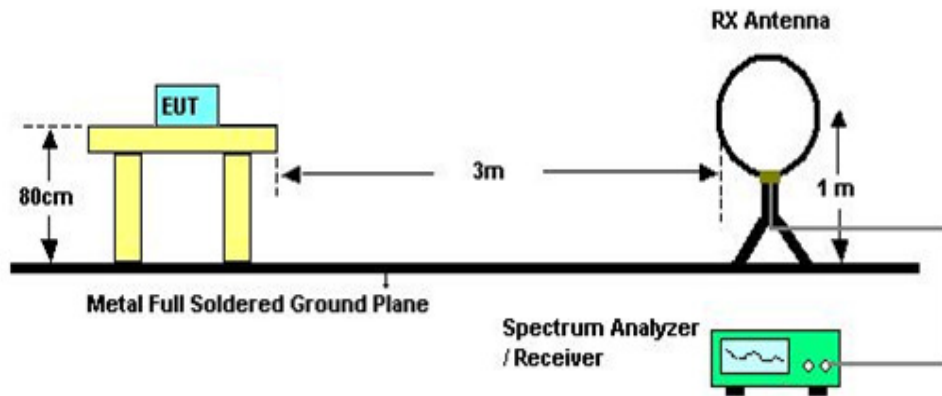 RX Antenna
EUT
80cm
3m
1 m
Metal Full Soldered Ground Plane
Spectrum Analyzer
/ Receiver